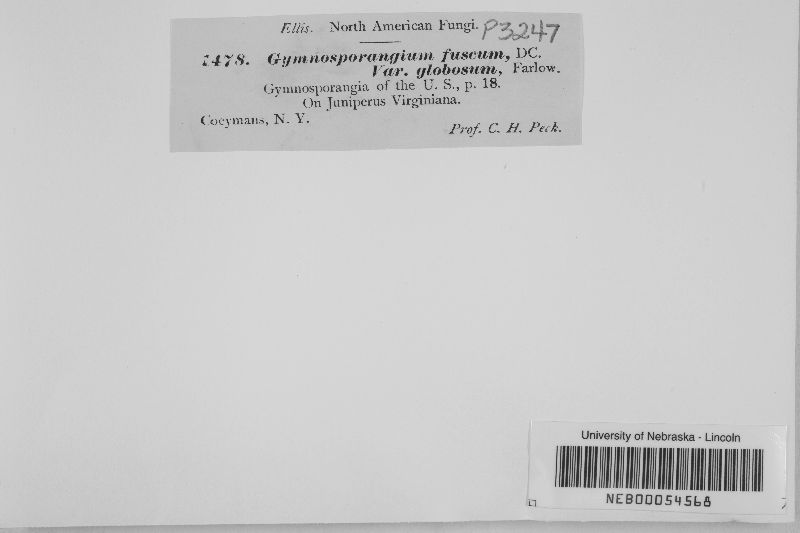 Ellis. North American Fungi. P3247
1478. Gymnosporangium fuscum, DC.
Var. globosum, Farlow.
Gymnosporangia of the U. S., p. 18.
On Juniperus Virginiana.
Coeymans, N. Y.
Prof. C. H. Peck.
University of Nebraska - Lincoln
NEB00054568